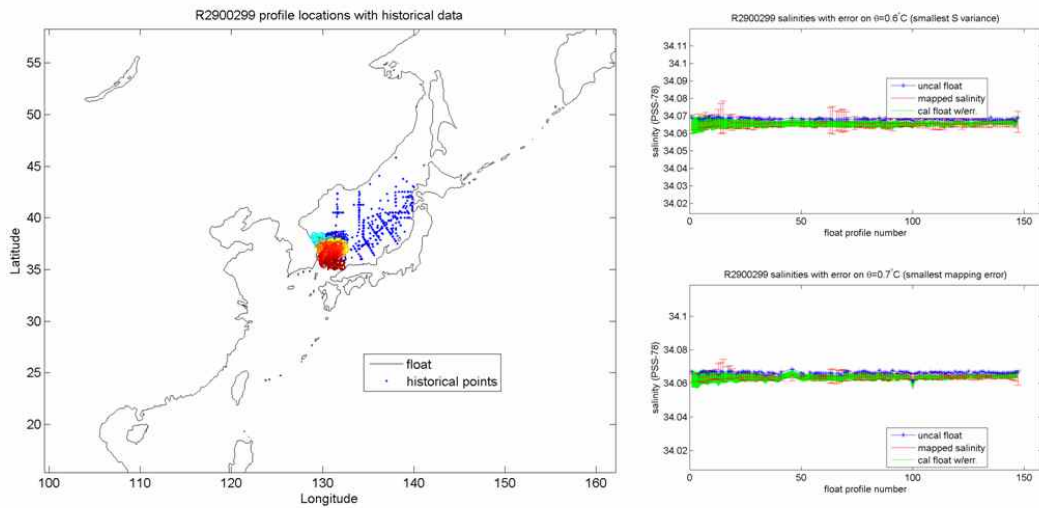 R2900299 profile locations with historical data
55
50
45
40
35
30
25
20
Latitude
100
110
120
130
140
150
160
Longitude
float
historical points
R2900299 salinities with error on θ=0.6°C (smallest S variance)
34.11
34.1
34.09
34.08
34.07
34.06
34.05
34.04
34.03
34.02
salinity (PSS-78)
uncal float
mapped salinity
cal float w/err.
0
50
100
150
float profile number
R2900299 salinities with error on θ=0.7°C (smallest mapping error)
34.1
34.08
34.06
34.04
34.02
salinity (PSS-78)
uncal float
mapped salinity
cal float w/err.
0
50
100
150
float profile number